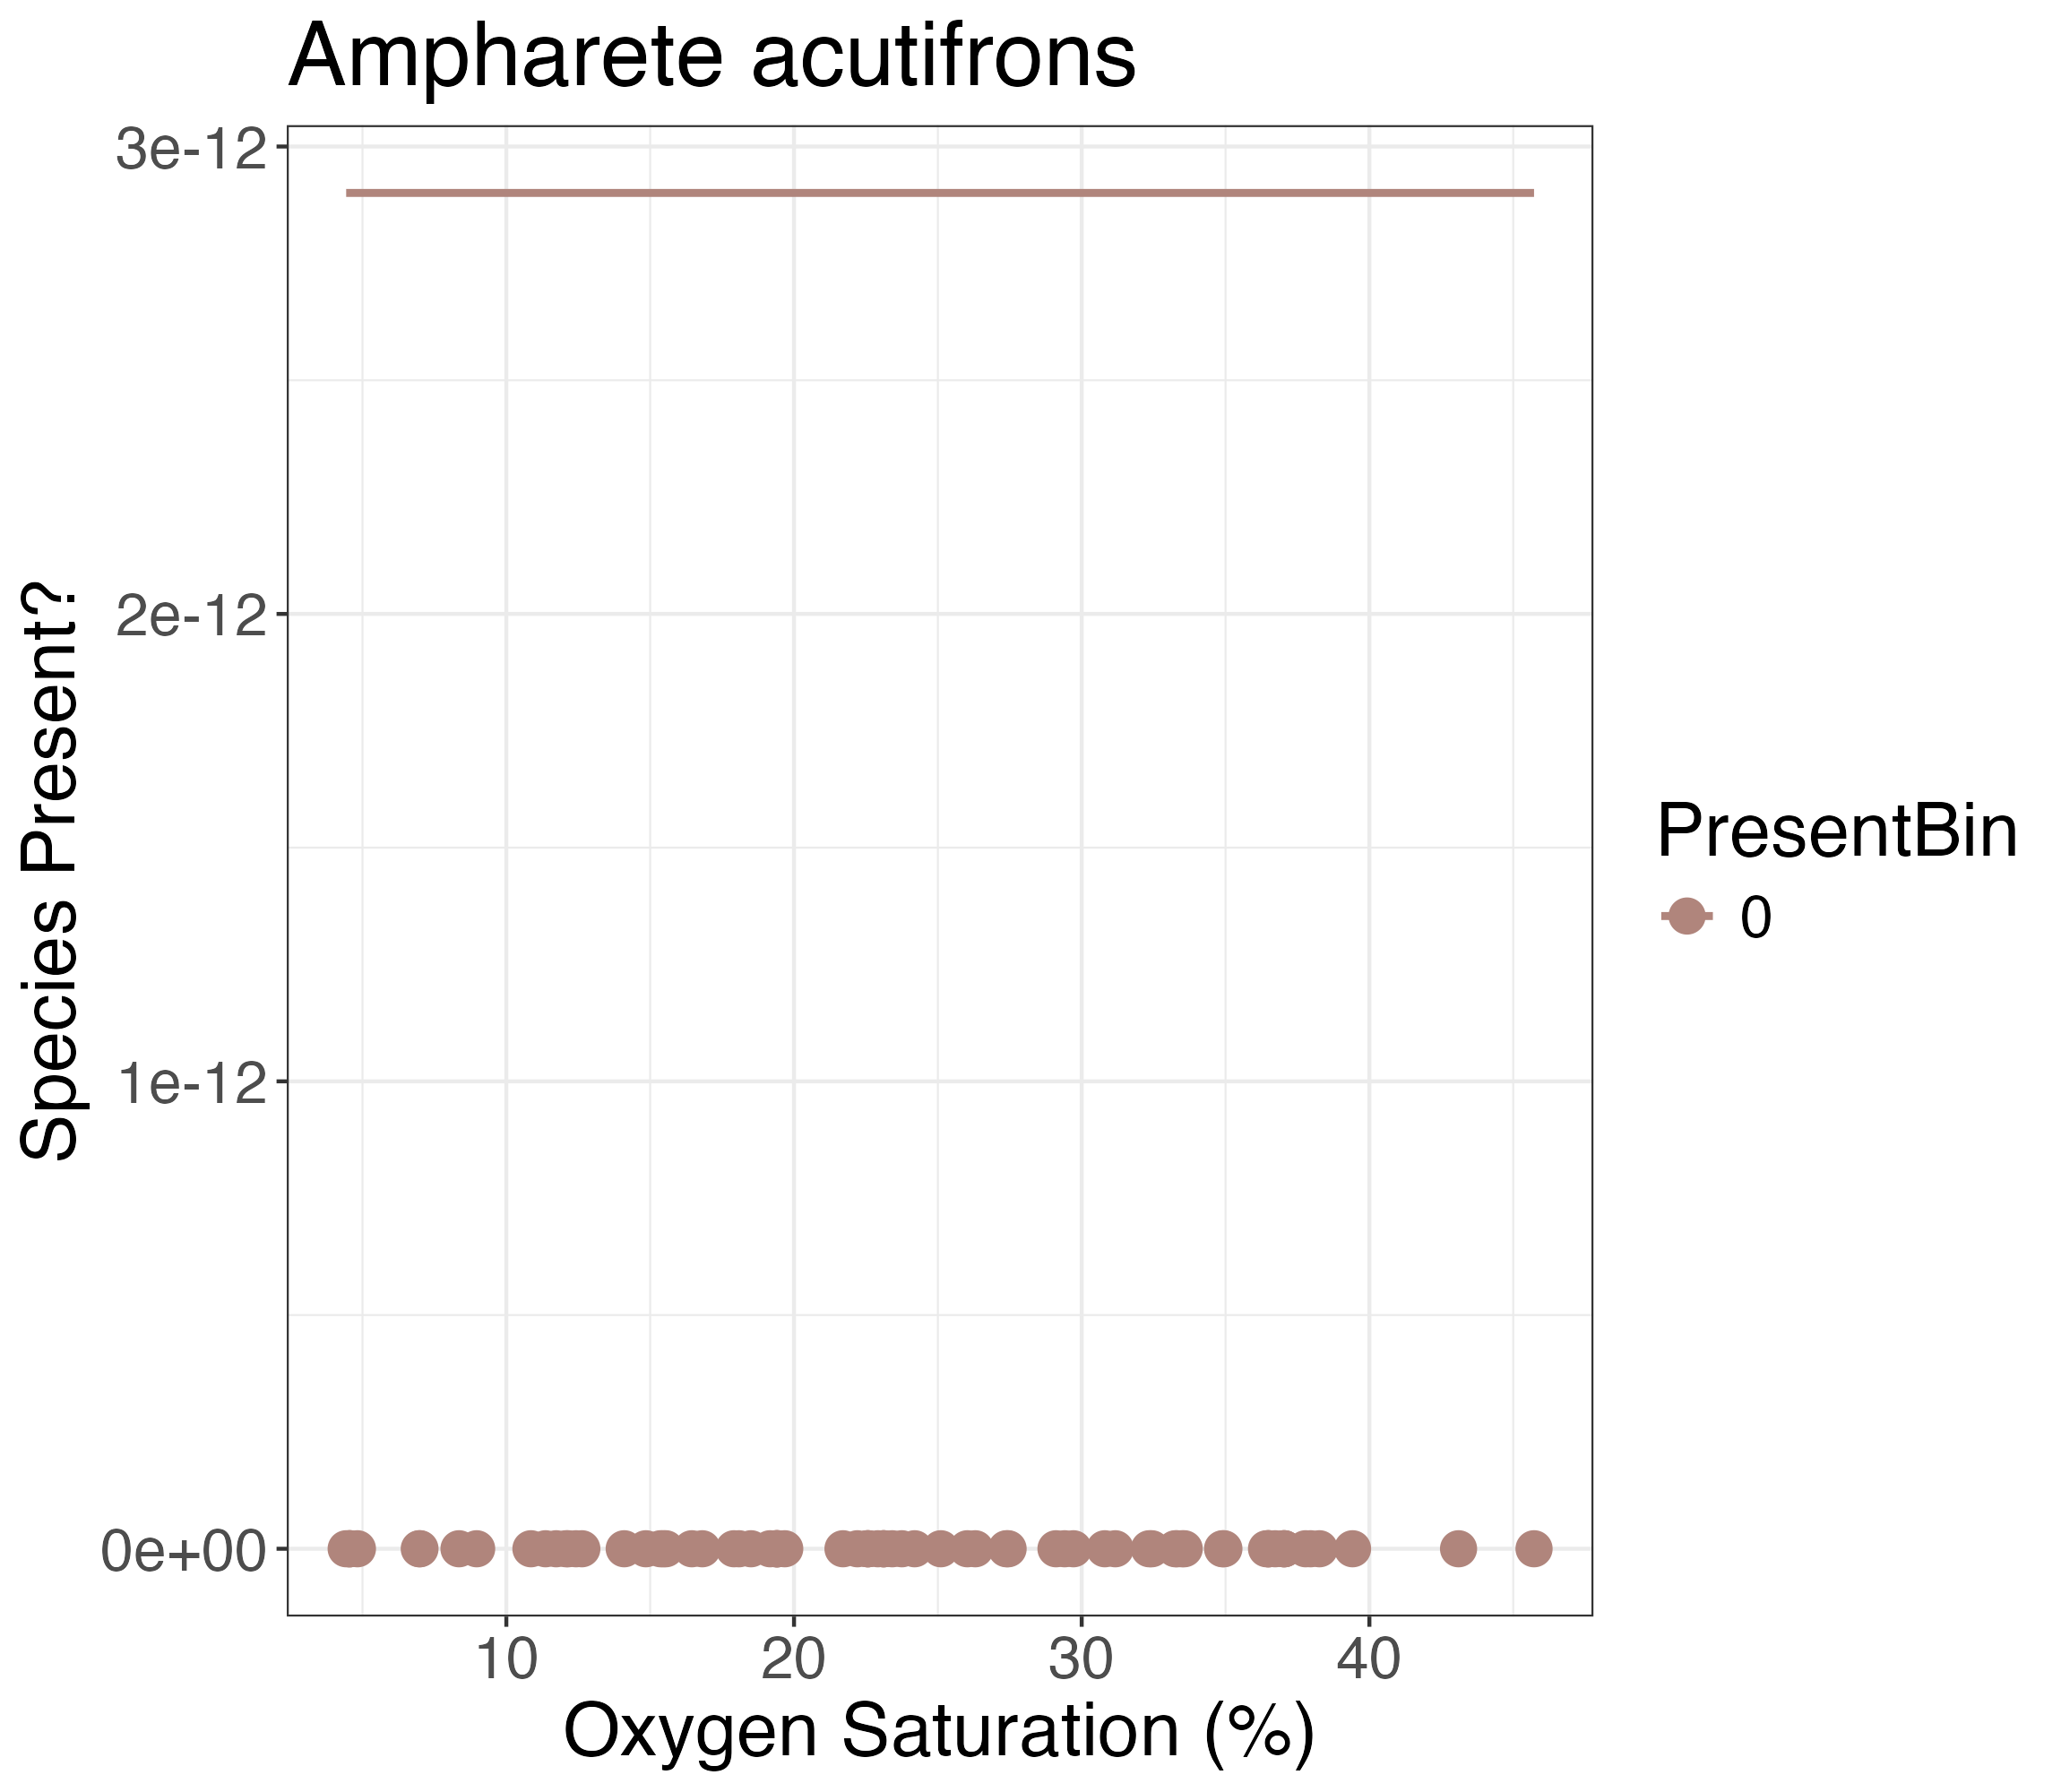 Ampharete acutifrons
3e-12
2e-12
1e-12
0e+00
Species Present?
10 20 30 40
Oxygen Saturation (%)
PresentBin
0